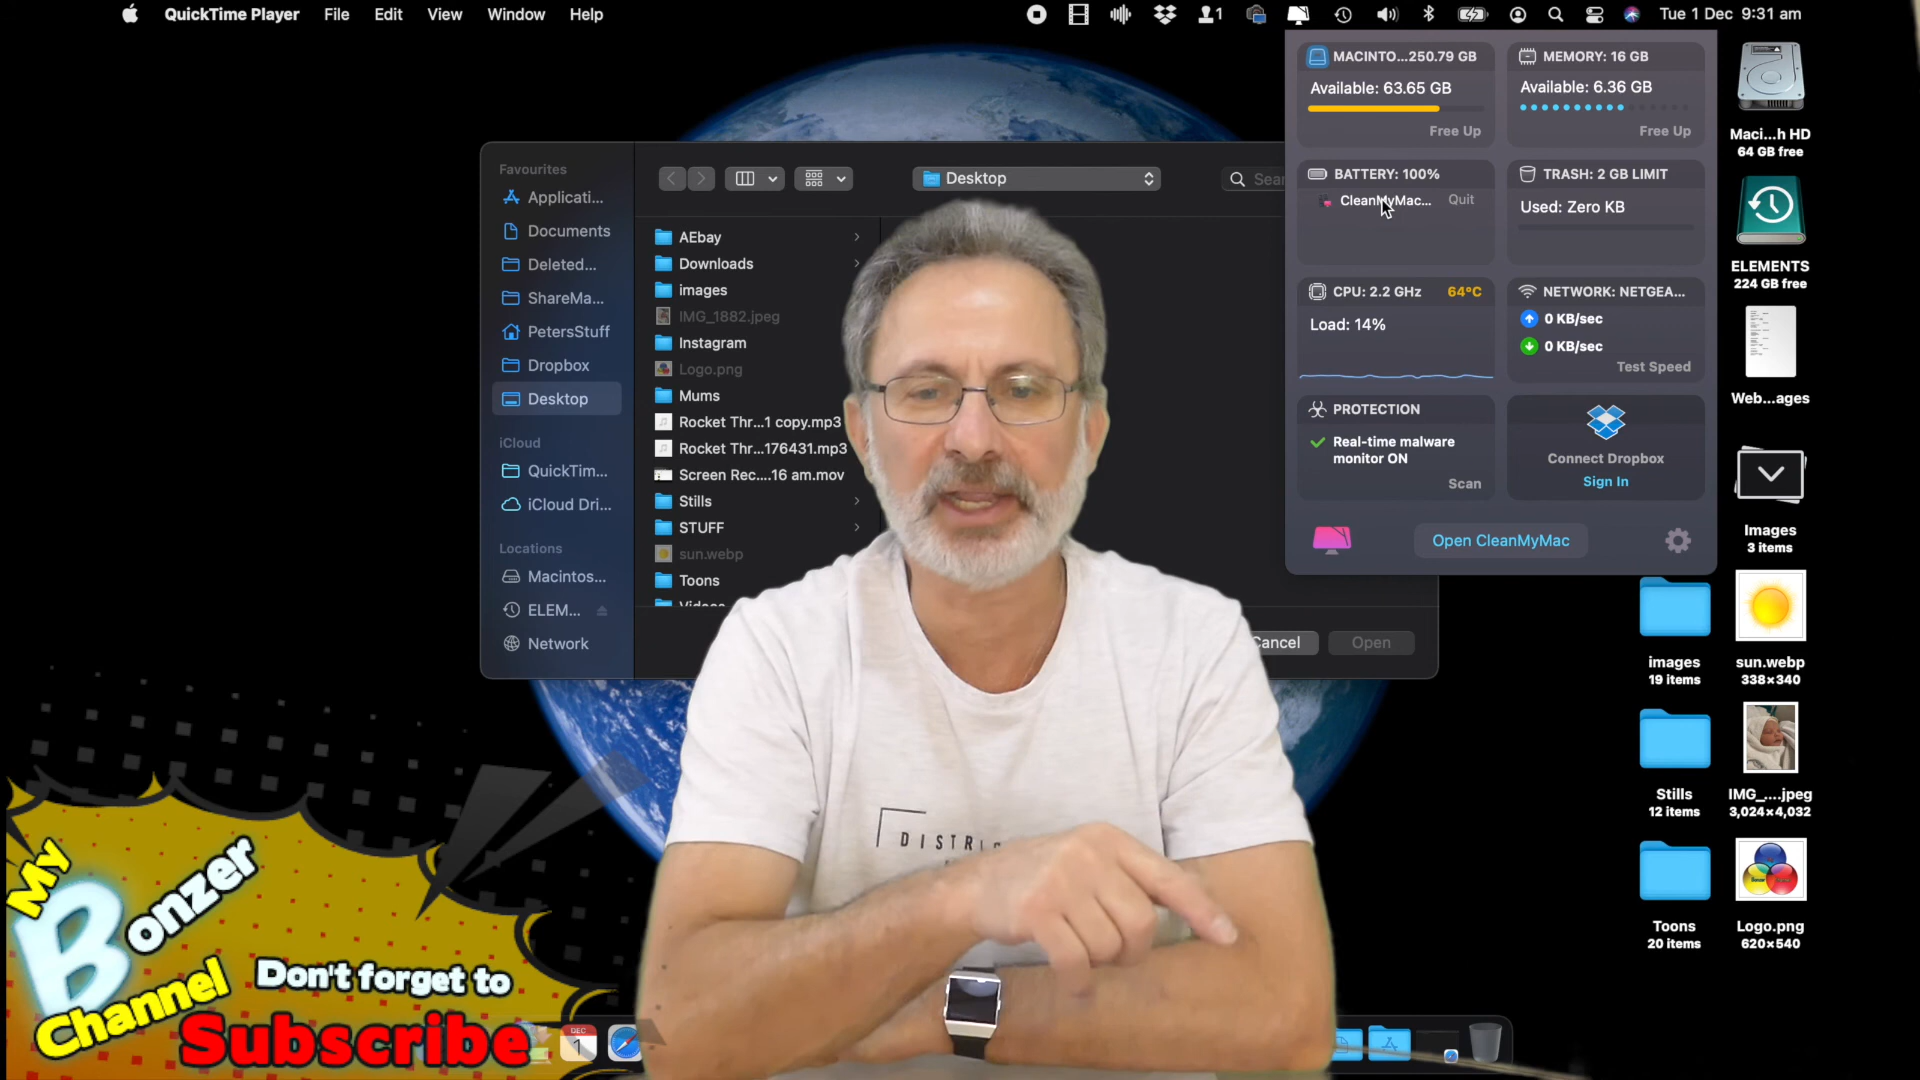 QuickTime Player File Edit View Window Help
1
Tue 1 Dec 9:31 am
Favourites
Applicati...
Documents
Deleted...
ShareMa...
PetersStuff
Dropbox
Desktop
iCloud
QuickTim...
iCloud Dri...
Locations
Macintos...
ELEM...
Network
Desktop
AEbay
Downloads
images
IMG_1882.jpeg
Instagram
Logo.png
Mums
Rocket Thr...1 copy.mp3
Rocket Thr...176431.mp3
Screen Rec....16 am.mov
Stills
STUFF
sun.webp
Toons
Cancel
Open
MACINTO...250.79 GB
Available: 63.65 GB
Free Up
MEMORY: 16 GB
Available: 6.36 GB
Free Up
BATTERY: 100%
CleanMyMac... Quit
TRASH: 2 GB LIMIT
Used: Zero KB
CPU: 2.2 GHz 64°C
Load: 14%
NETWORK: NETGEA...
0 KB/sec
0 KB/sec
Test Speed
PROTECTION
Real-time malware
monitor ON
Scan
Connect Dropbox
Sign In
Open CleanMyMac
Maci...h HD
64 GB free
ELEMENTS
224 GB free
Web...ages
Images
3 items
images
19 items
sun.webp
338×340
Stills
12 items
IMG_....jpeg
3,024×4,032
Toons
20 items
Logo.png
620×540
My
Bonzer
Channel
Don't forget to
Subscribe
DEC
1